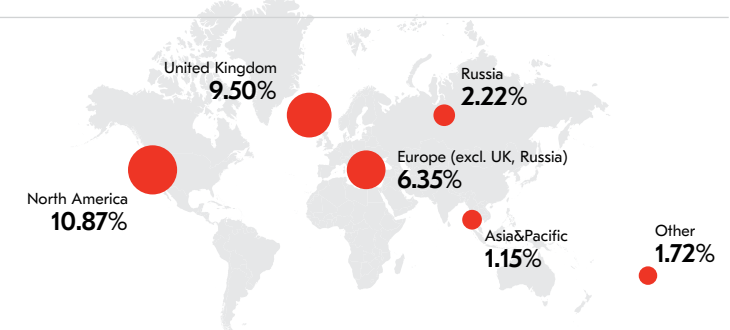 United Kingdom
9.50%
Russia
2.22%
Europe (excl. UK, Russia)
6.35%
North America
10.87%
Asia&Pacific
1.15%
Other
1.72%